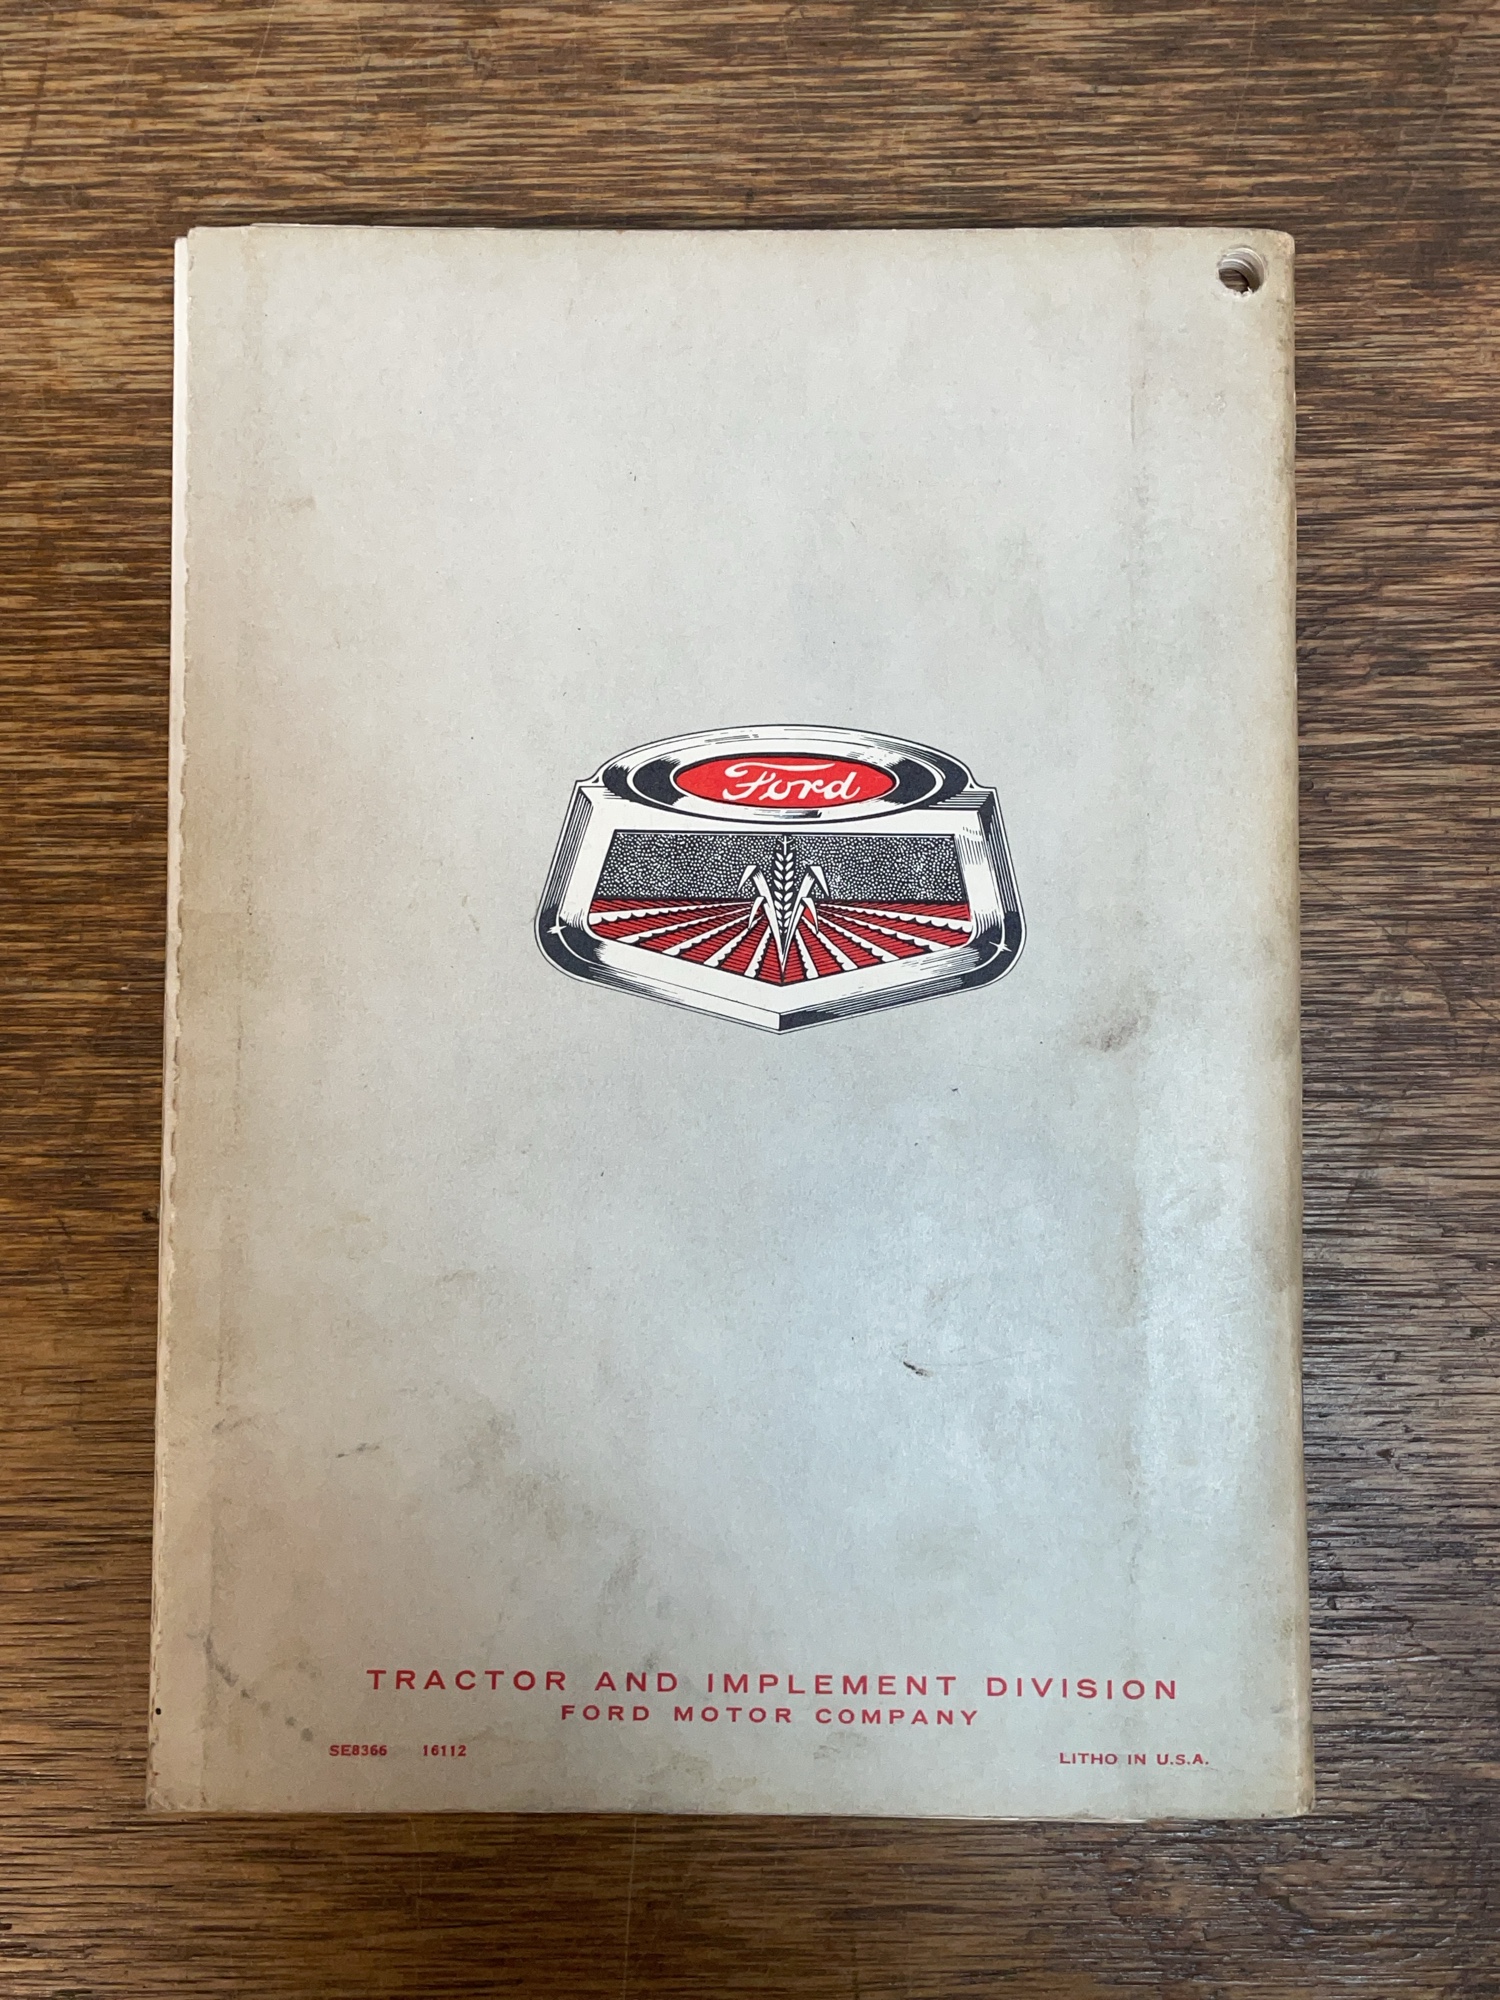 Ford
TRACTOR AND IMPLEMENT DIVISION
FORD MOTOR COMPANY
SE8366 16112
LITHO IN U.S.A.